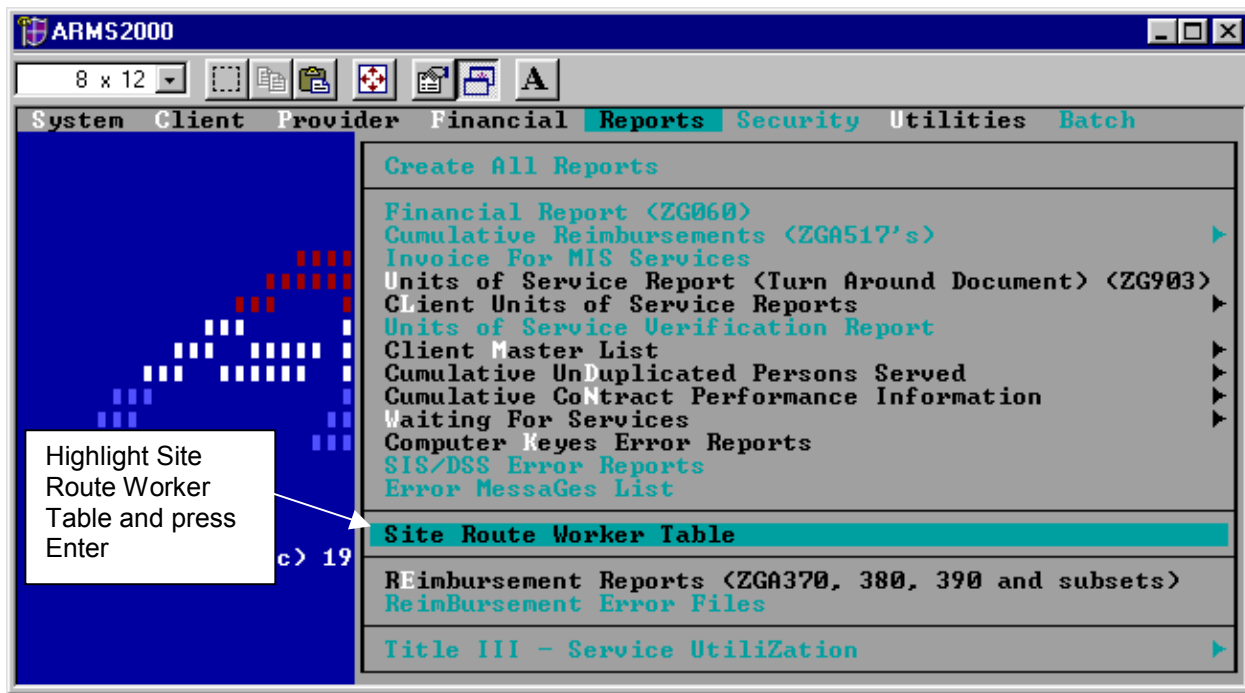 ARMS2000
8 x 12
A
System Client Provider Financial Reports Security Utilities Batch
Create All Reports
Financial Report (ZG060)
Cumulative Reimbursements (ZGA517's)
Invoice For MIS Services
Units of Service Report (Turn Around Document) (ZG903)
CLient Units of Service Reports
Units of Service Verification Report
Client Master List
Cumulative UnDuplicated Persons Served
Cumulative CoNtract Performance Information
Waiting For Services
Computer Keyes Error Reports
SIS/DSS Error Reports
Error MessaGes List
Site Route Worker Table
REimbursement Reports (ZGA370, 380, 390 and subsets)
ReimBursement Error Files
Title III - Service UtiliZation
Highlight Site
Route Worker
Table and press
Enter
c) 19